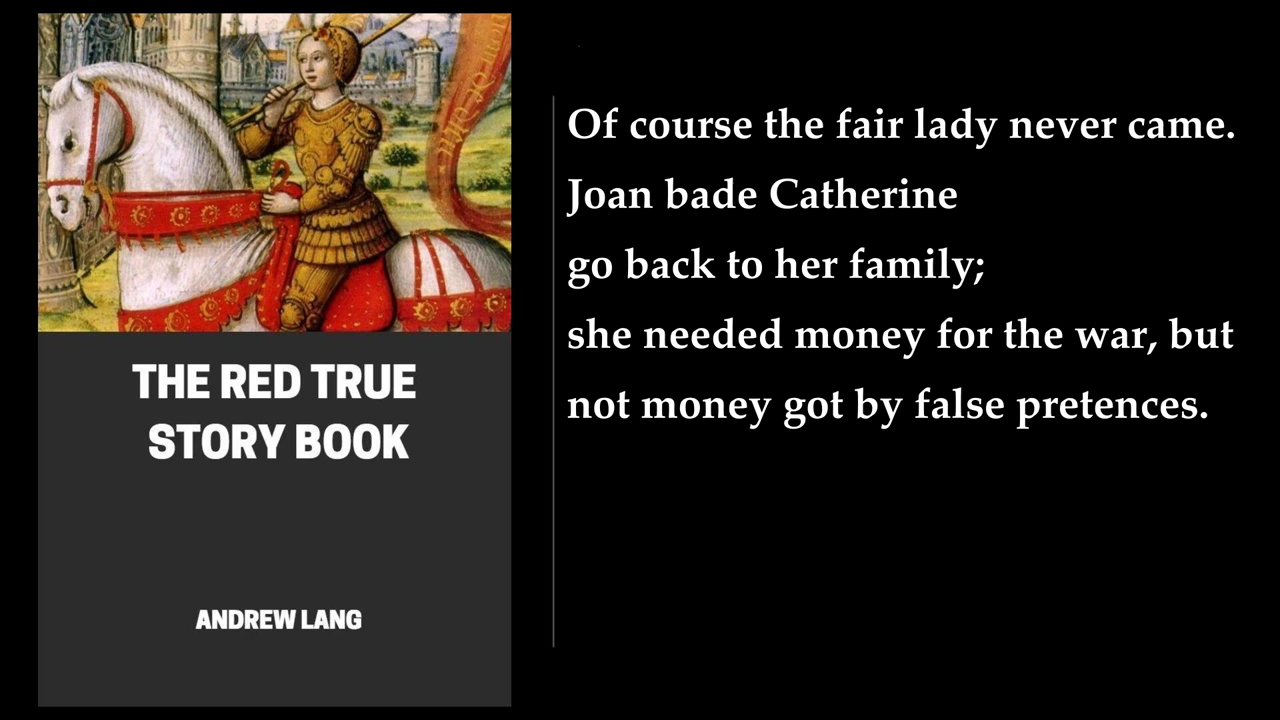 THE RED TRUE
STORY BOOK
ANDREW LANG
Of course the fair lady never came.
Joan bade Catherine
go back to her family;
she needed money for the war, but
not money got by false pretences.